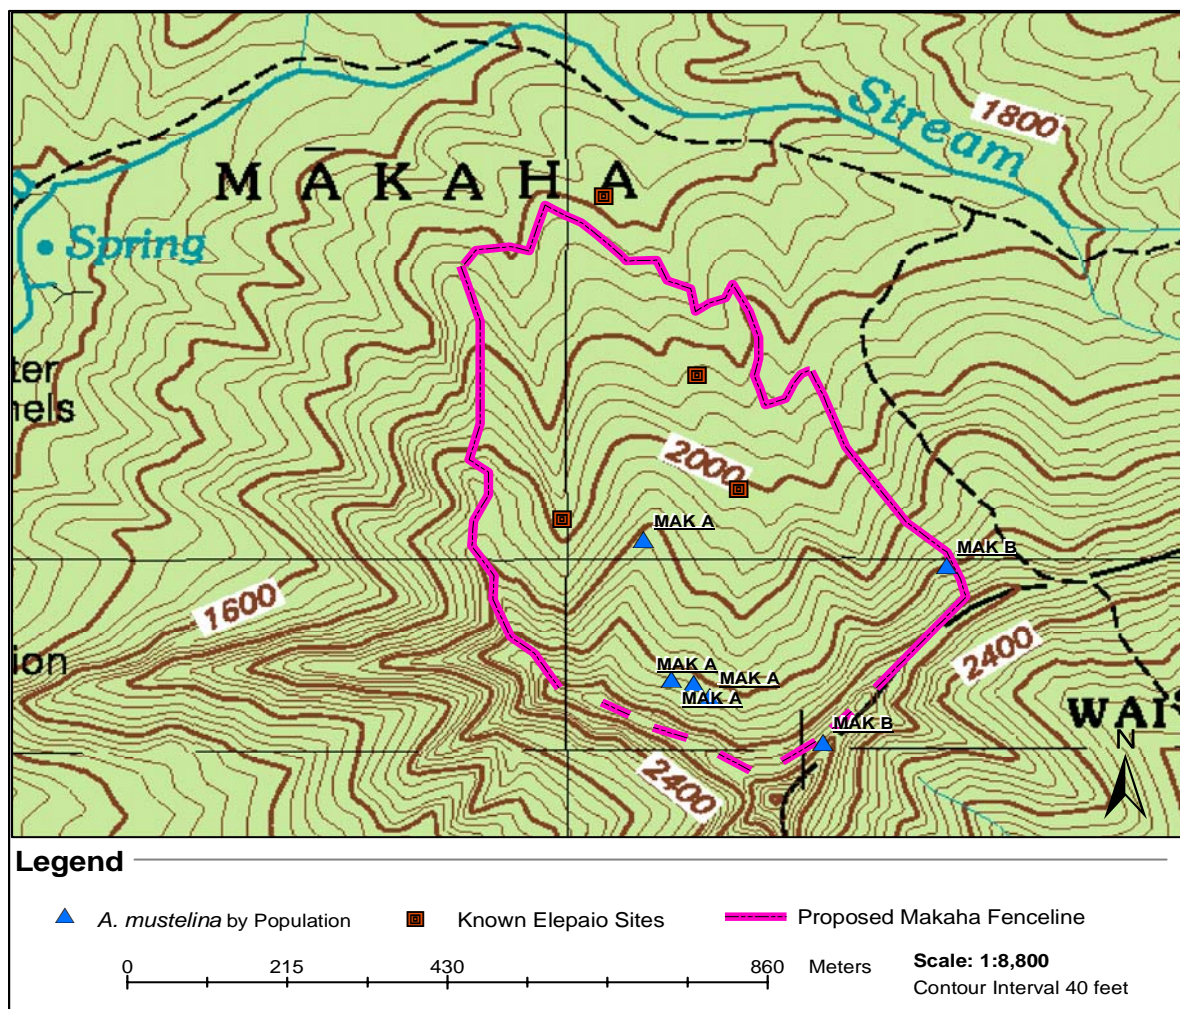 Stream
1800
MĀKAHA
Spring
ter
nels
2000
MAK A
MAK B
1600
ion
2400
MAK A
MAK A
MAK A
MAK B
WAI
N
2400
Legend
A. mustelina by Population
Known Elepaio Sites
Proposed Makaha Fenceline
0 215 430 860 Meters
Scale: 1:8,800
Contour Interval 40 feet